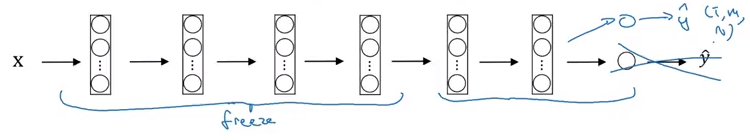 ŷ (T, M,
N)
x
ŷ
freeze